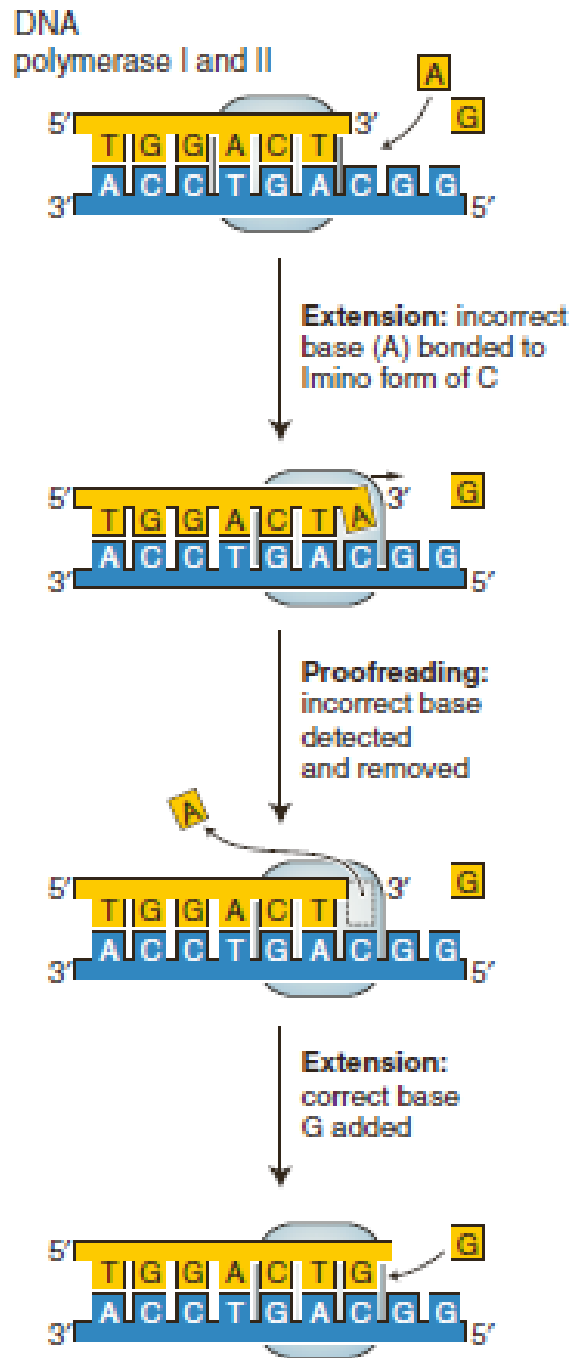 DNA
polymerase I and II
A
G
5′ 3′
T G G A C T
A C C T G A C G G
3′ 5′
Extension: incorrect
base (A) bonded to
Imino form of C
G
5′ 3′
T G G A C T A
A C C T G A C G G
3′ 5′
Proofreading:
incorrect base
detected
and removed
A
G
5′ 3′
T G G A C T
A C C T G A C G G
3′ 5′
Extension:
correct base
G added
G
5′
T G G A C T G
A C C T G A C G G
3′ 5′